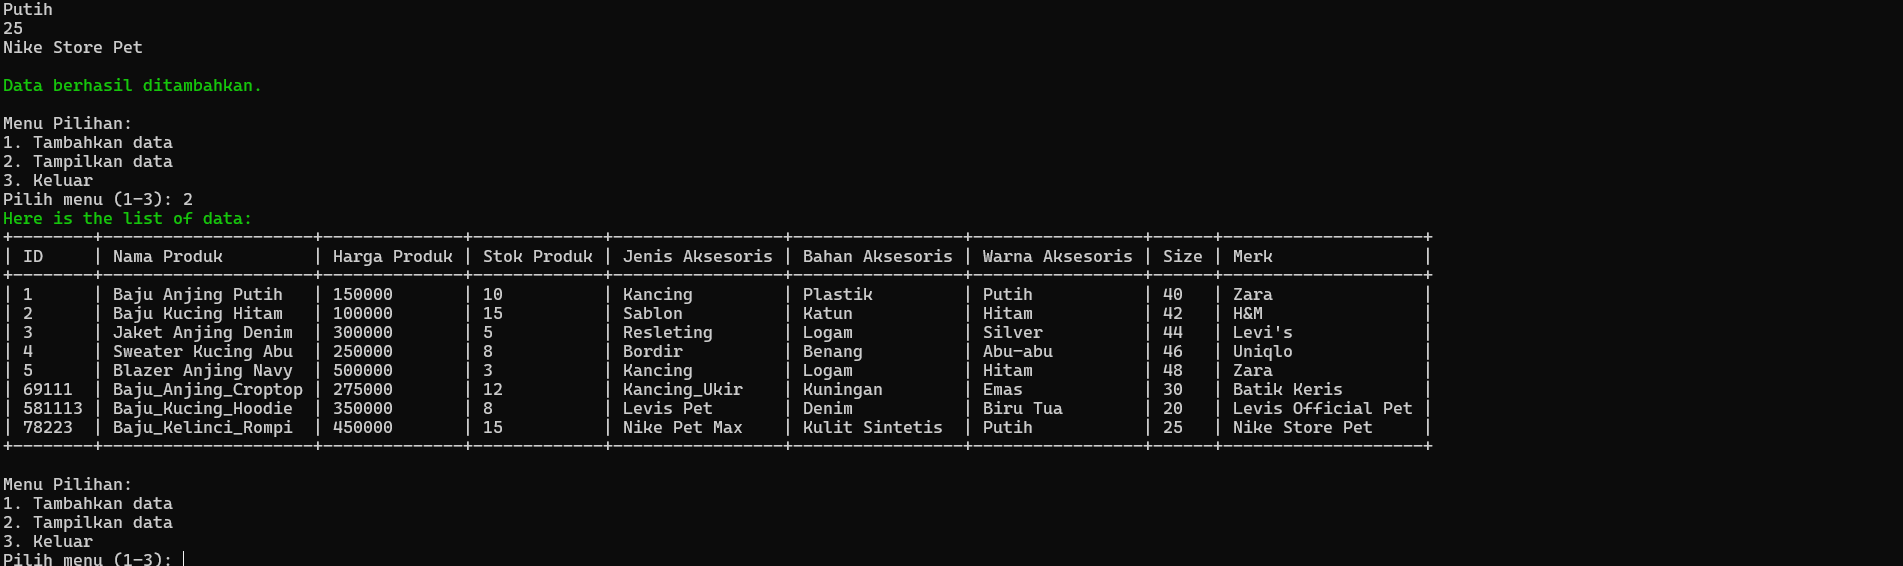 Putih
25
Nike Store Pet
Data berhasil ditambahkan.
Menu Pilihan:
1. Tambahkan data
2. Tampilkan data
3. Keluar
Pilih menu (1-3): 2
Here is the list of data:
+--------+---------------------+--------------+-------------+-----------------+-----------------+-----------------+------+--------------------+
| ID     | Nama Produk         | Harga Produk | Stok Produk | Jenis Aksesoris | Bahan Aksesoris | Warna Aksesoris | Size | Merk               |
+--------+---------------------+--------------+-------------+-----------------+-----------------+-----------------+------+--------------------+
| 1      | Baju Anjing Putih   | 150000       | 10          | Kancing         | Plastik         | Putih           | 40   | Zara               |
| 2      | Baju Kucing Hitam   | 100000       | 15          | Sablon          | Katun           | Hitam           | 42   | H&M                |
| 3      | Jaket Anjing Denim  | 300000       | 5           | Resleting       | Logam           | Silver          | 44   | Levi's             |
| 4      | Sweater Kucing Abu  | 250000       | 8           | Bordir          | Benang          | Abu-abu         | 46   | Uniqlo             |
| 5      | Blazer Anjing Navy  | 500000       | 3           | Kancing         | Logam           | Hitam           | 48   | Zara               |
| 69111  | Baju_Anjing_Croptop | 275000       | 12          | Kancing_Ukir    | Kuningan        | Emas            | 30   | Batik Keris        |
| 581113 | Baju_Kucing_Hoodie  | 350000       | 8           | Levis Pet       | Denim           | Biru Tua        | 20   | Levis Official Pet |
| 78223  | Baju_Kelinci_Rompi  | 450000       | 15          | Nike Pet Max    | Kulit Sintetis  | Putih           | 25   | Nike Store Pet     |
+--------+---------------------+--------------+-------------+-----------------+-----------------+-----------------+------+--------------------+
Menu Pilihan:
1. Tambahkan data
2. Tampilkan data
3. Keluar
Pilih menu (1-3):